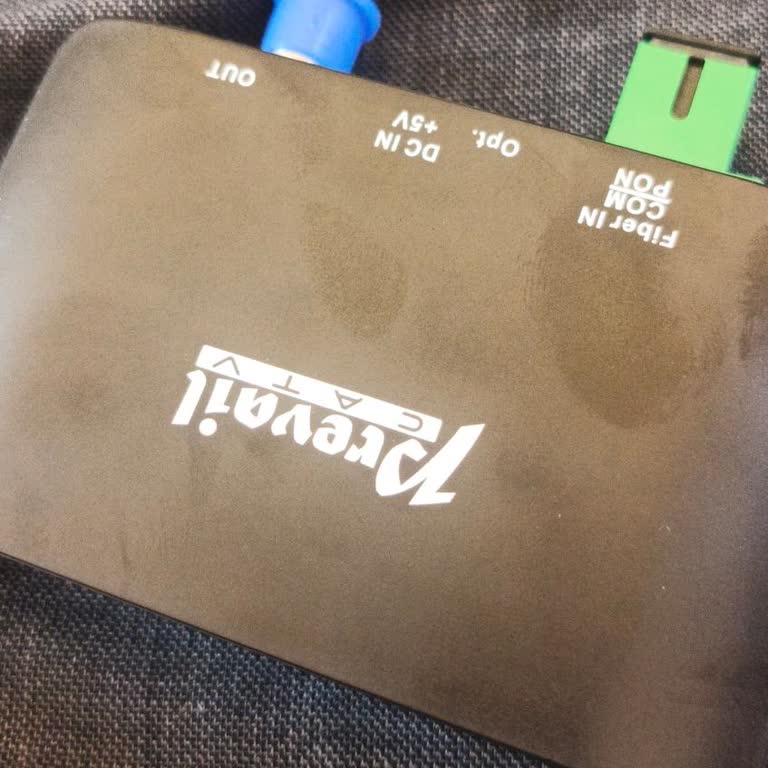 Prevail
CATV
Fiber IN
COM
PON
Opt.
DC IN
+5V
OUT